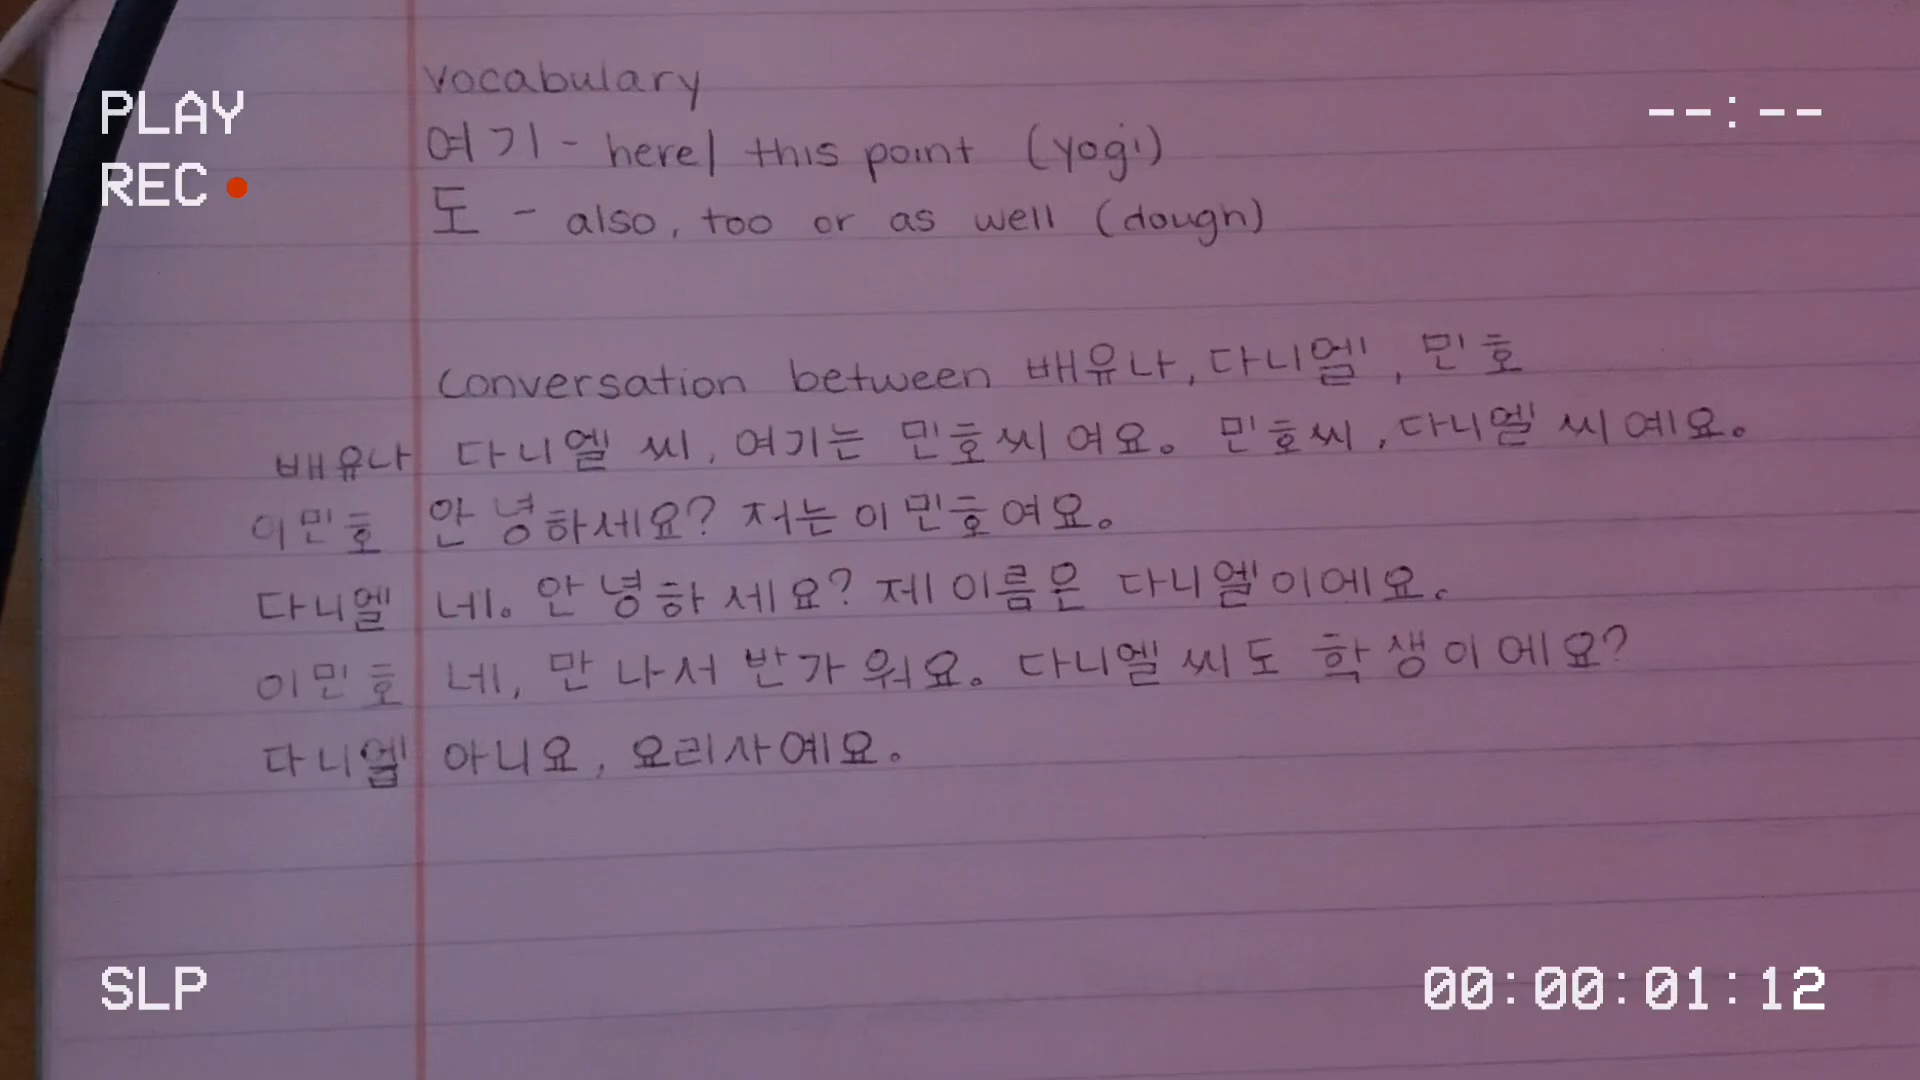 PLAY
--:--
REC
vocabulary
여기 - here/ this point (yogi)
도 - also, too or as well (dough)
conversation between 배유나, 다니엘, 민호
배유나 다니엘 씨, 여기는 민호씨여요. 민호씨, 다니엘 씨예요.
이민호 안녕하세요? 저는 이민호여요.
다니엘 네. 안녕하세요? 제 이름은 다니엘이에요.
이민호 네, 만나서 반가워요. 다니엘 씨도 학생이에요?
다니엘 아니요, 요리사예요.
SLP
00:00:01:12